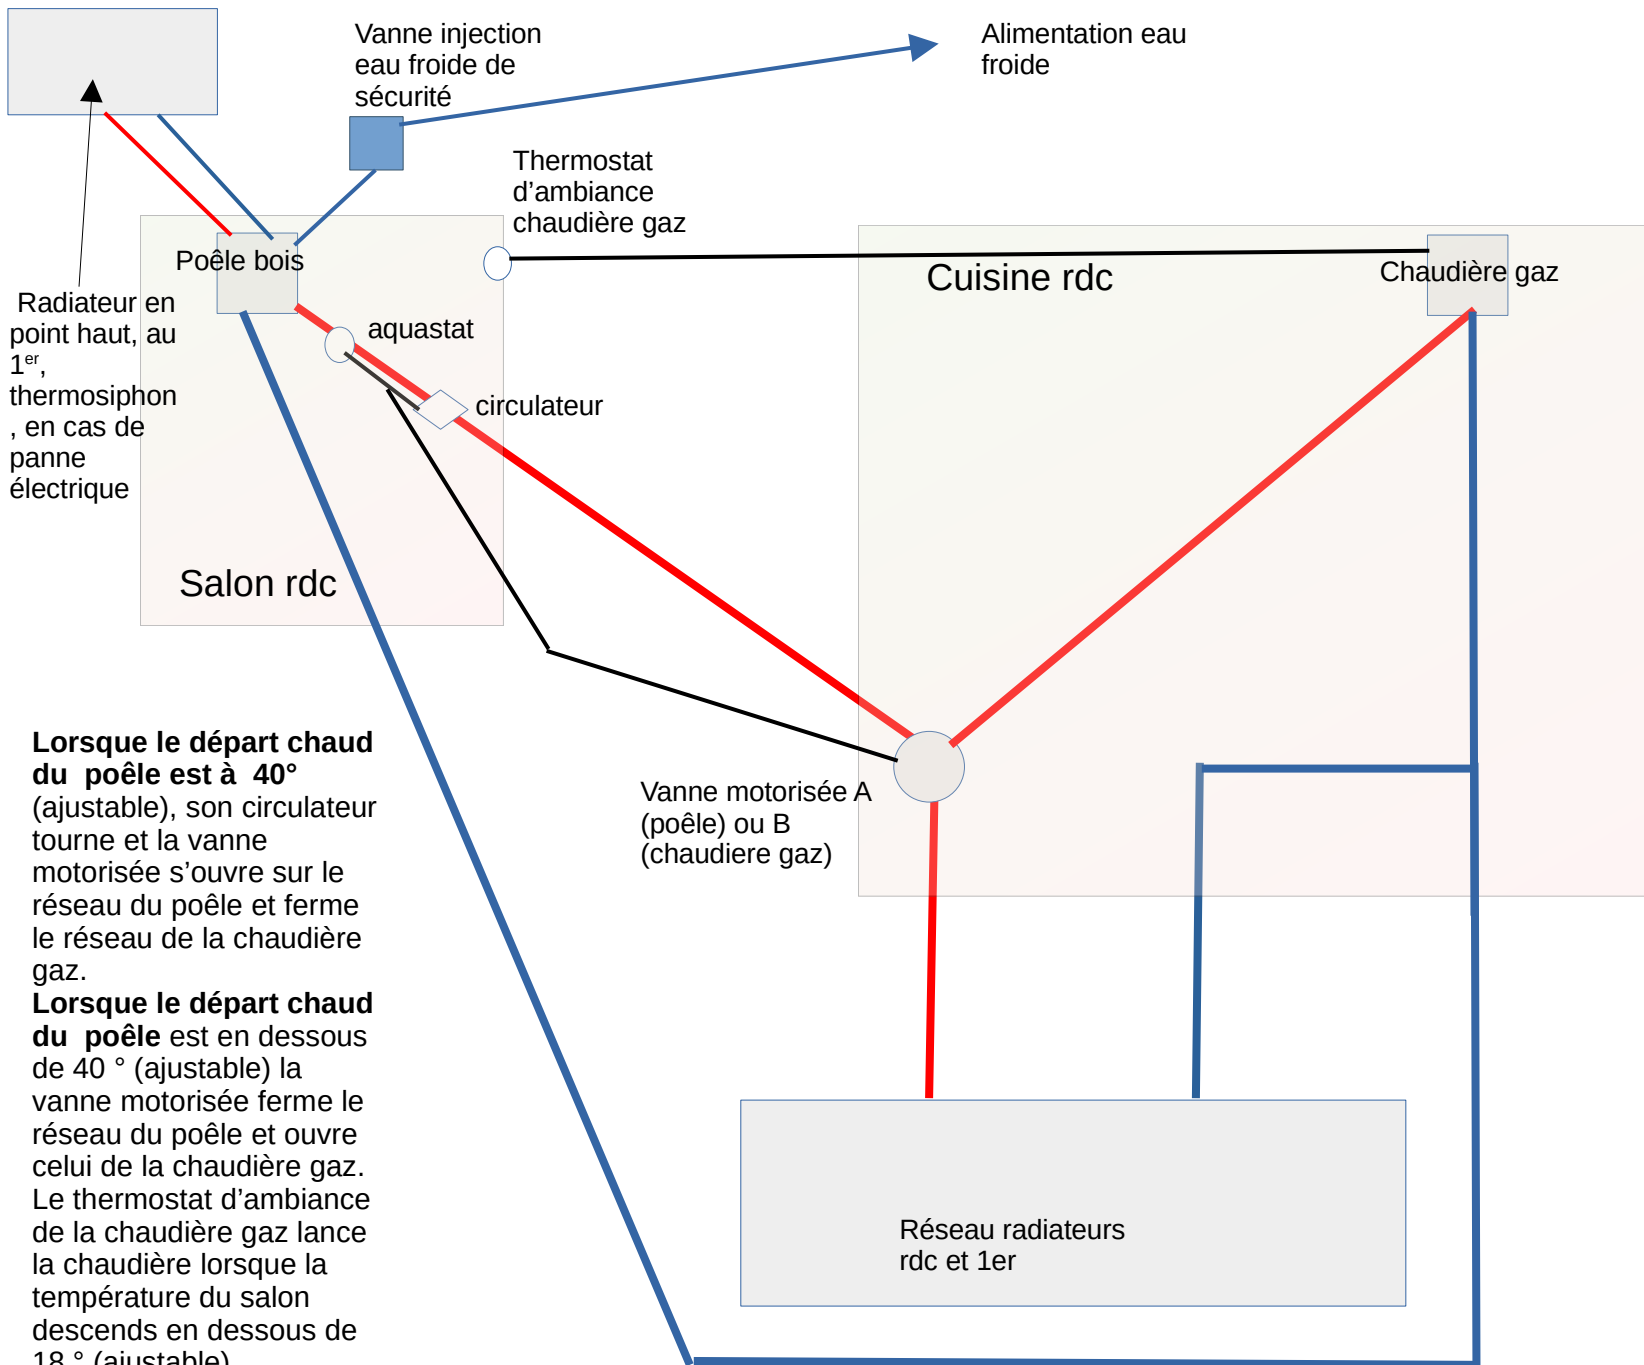 Vanne injection
eau froide de
sécurité
Alimentation eau
froide
Thermostat
d’ambiance
chaudière gaz
Poêle bois
Cuisine rdc
Chaudière gaz
Radiateur en
point haut, au
1er,
thermosiphon
, en cas de
panne
électrique
aquastat
circulateur
Salon rdc
Vanne motorisée A
(poêle) ou B
(chaudiere gaz)
Lorsque le départ chaud
du poêle est à 40°
(ajustable), son circulateur
tourne et la vanne
motorisée s’ouvre sur le
réseau du poêle et ferme
le réseau de la chaudière
gaz.
Lorsque le départ chaud
du poêle est en dessous
de 40 ° (ajustable) la
vanne motorisée ferme le
réseau du poêle et ouvre
celui de la chaudière gaz.
Le thermostat d’ambiance
de la chaudière gaz lance
la chaudière lorsque la
température du salon
descends en dessous de
18 ° (ajustable)
Réseau radiateurs
rdc et 1er